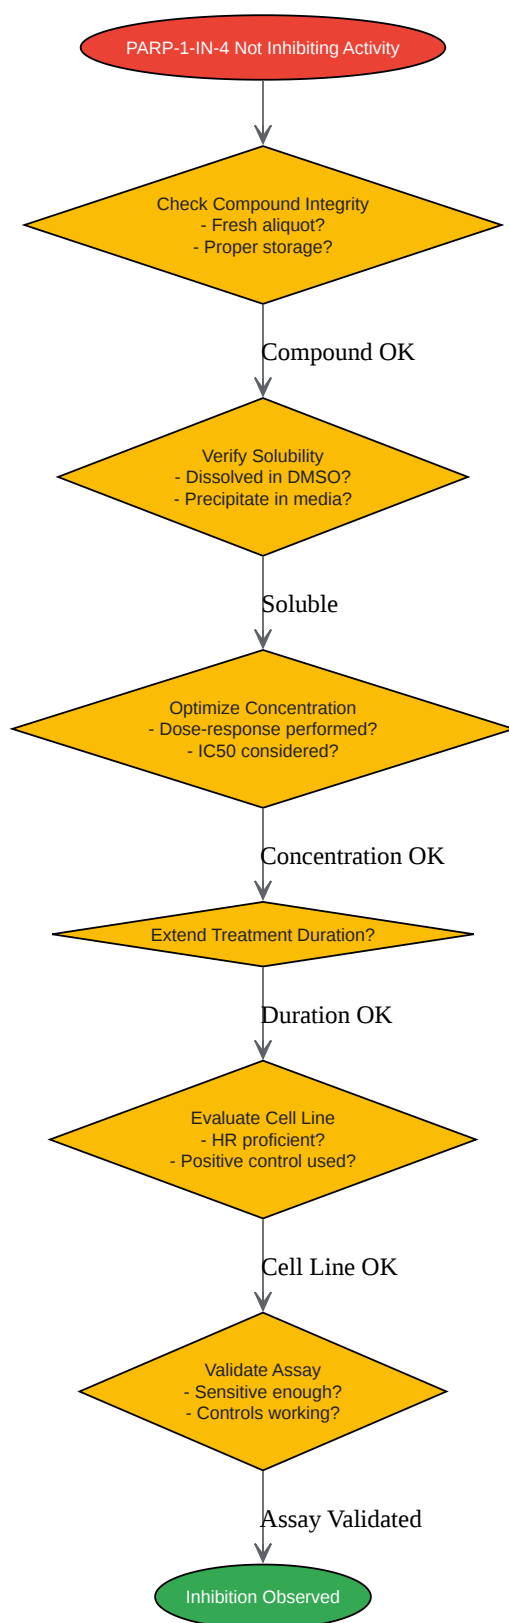 PARP-1-IN-4 Not Inhibiting Activity
Check Compound Integrity
- Fresh aliquot?
- Proper storage?
Compound OK
Verify Solubility
- Dissolved in DMSO?
- Precipitate in media?
Soluble
Optimize Concentration
- Dose-response performed?
- IC50 considered?
Concentration OK
Extend Treatment Duration?
Duration OK
Evaluate Cell Line
- HR proficient?
- Positive control used?
Cell Line OK
Validate Assay
- Sensitive enough?
- Controls working?
Assay Validated
Inhibition Observed